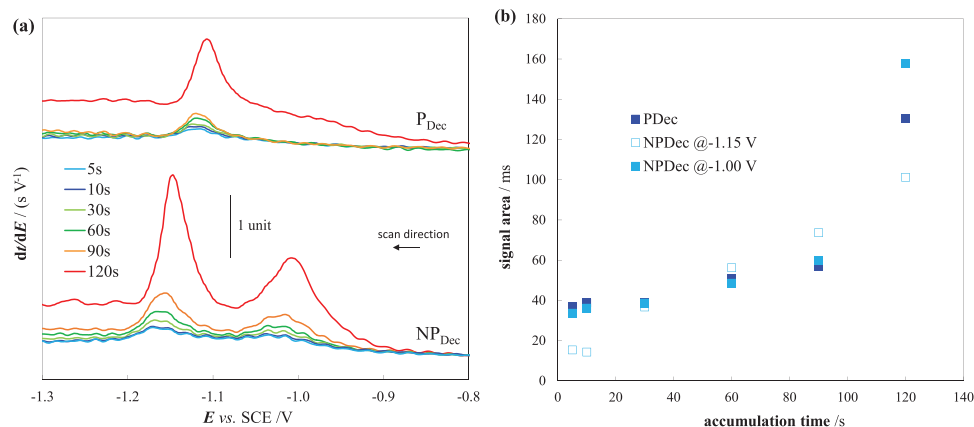 (a)
P_Dec
5s
10s
30s
60s
90s
120s
1 unit
scan direction
NP_Dec
dt/dE / (s V⁻¹)
-1.3 -1.2 -1.1 -1.0 -0.9 -0.8
E vs. SCE /V
(b)
180
160
140
120
100
80
60
40
20
0
PDec
NPDec @-1.15 V
NPDec @-1.00 V
signal area / ms
0 20 40 60 80 100 120 140
accumulation time /s